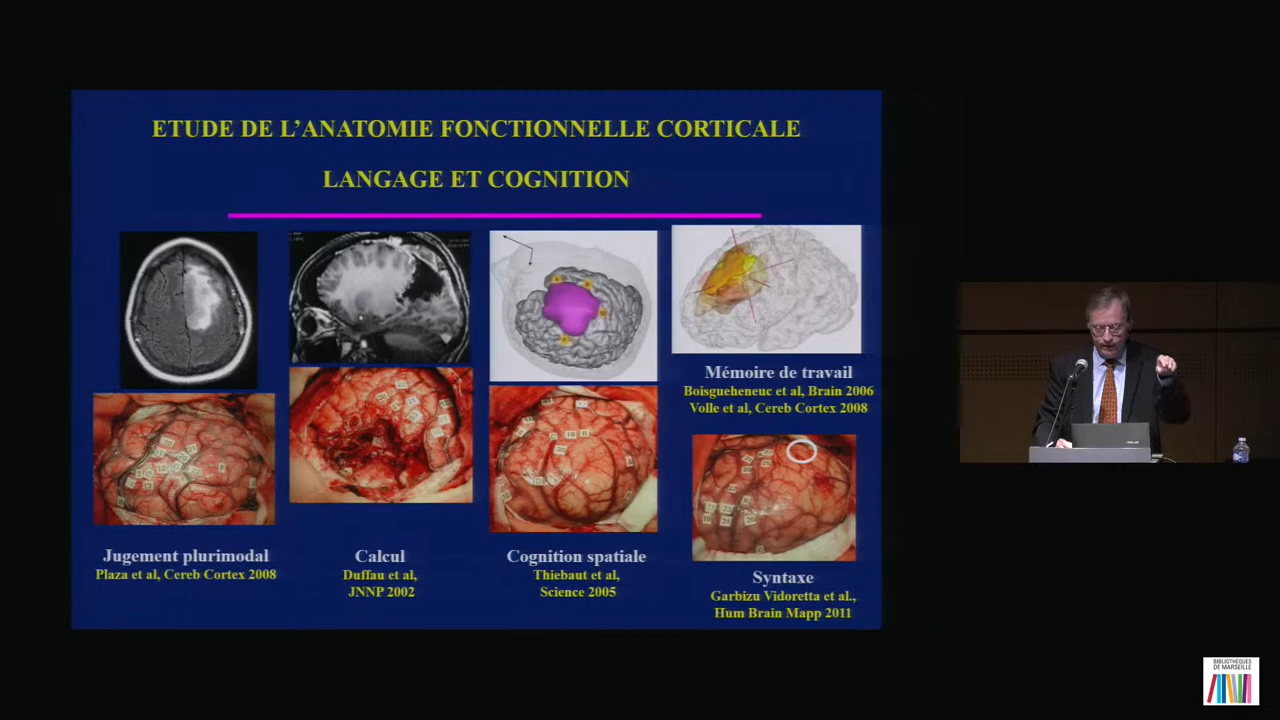 ETUDE DE L'ANATOMIE FONCTIONNELLE CORTICALE
LANGAGE ET COGNITION
Jugement plurimodal
Plaza et al, Cereb Cortex 2008
Calcul
Duffau et al,
JNNP 2002
Cognition spatiale
Thiebaut et al,
Science 2005
Mémoire de travail
Boisgueheneuc et al, Brain 2006
Volle et al, Cereb Cortex 2008
Syntaxe
Garbizu Vidoretta et al.,
Hum Brain Mapp 2011
BIBLIOTHÈQUES
DE MARSEILLE